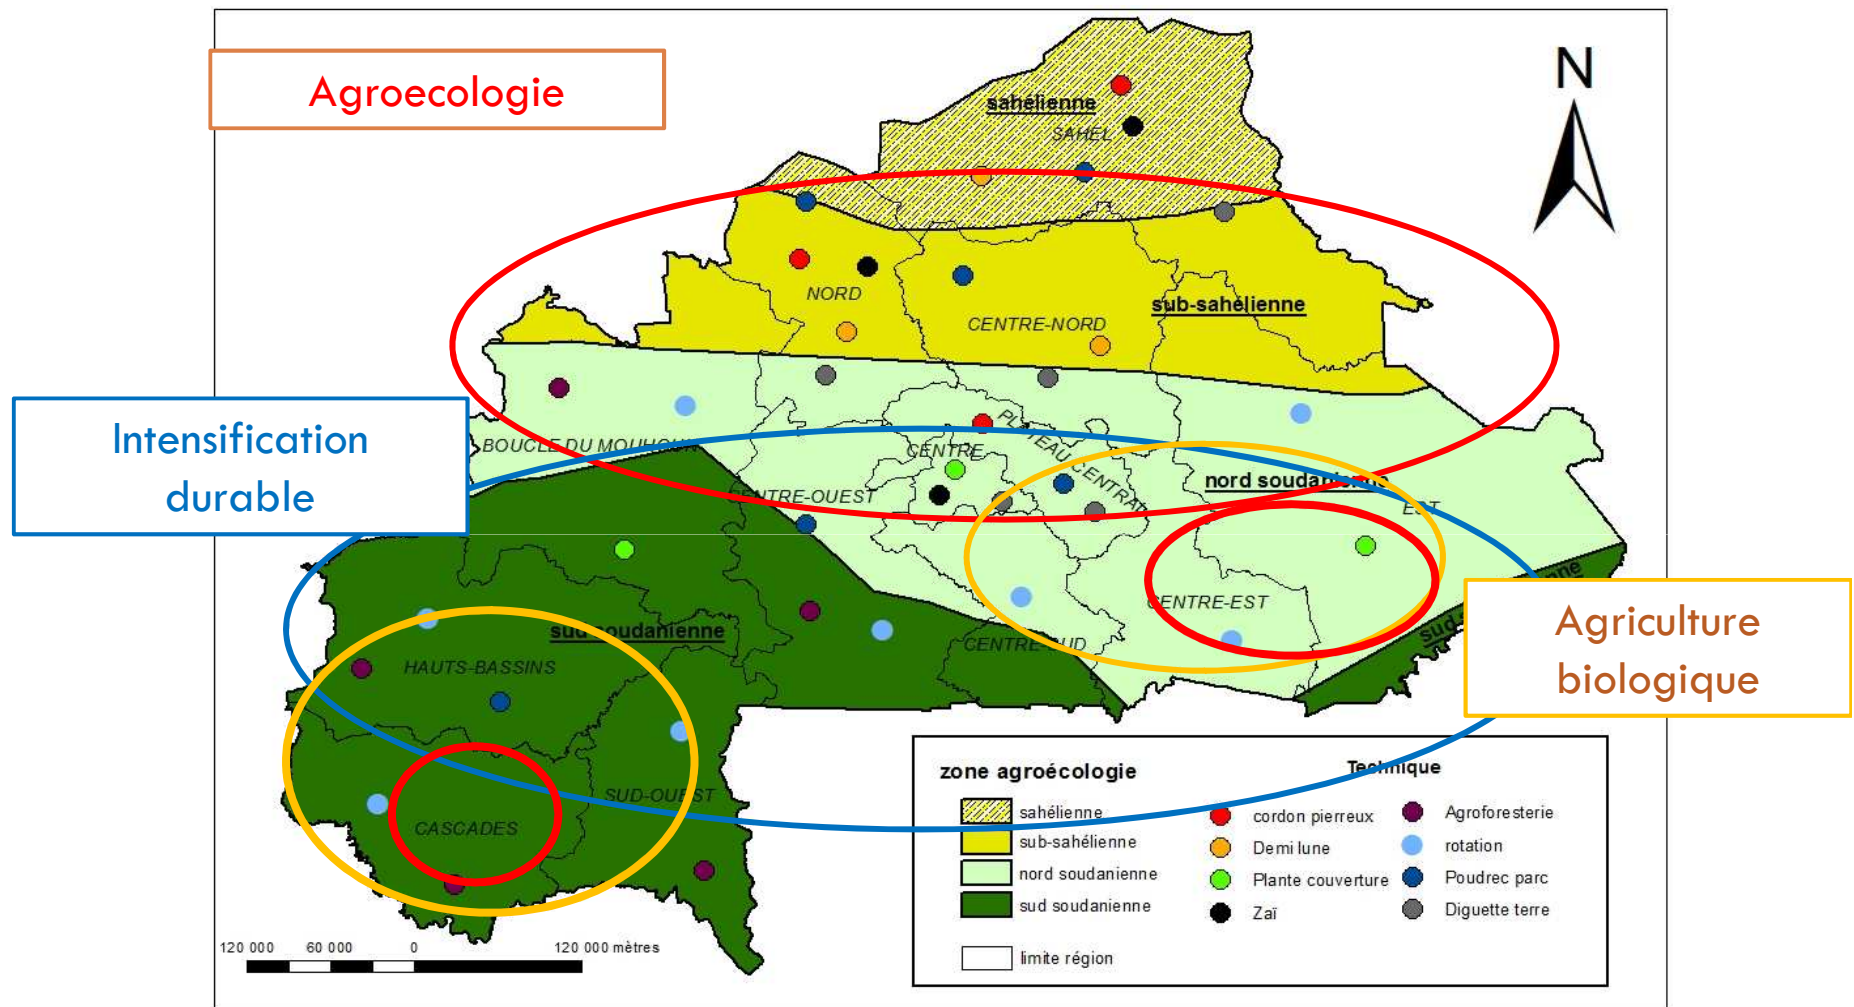 Agroecologie
N
sahélienne
SAHEL
NORD
sub-sahélienne
CENTRE-NORD
Intensification
durable
BOUCLE DU MOUHOUN
CENTRE
PLATEAU CENTRAL
CENTRE-OUEST
nord soudanienne
EST
CENTRE-EST
sud soudanienne
CENTRE-SUD
HAUTS-BASSINS
Agriculture
biologique
SUD-OUEST
CASCADES
zone agroécologie
sahélienne
sub-sahélienne
nord soudanienne
sud soudanienne
limite région
Technique
cordon pierreux
Demi lune
Plante couverture
Zaï
Agroforesterie
rotation
Poudrec parc
Diguette terre
120 000 60 000 0 120 000 mètres